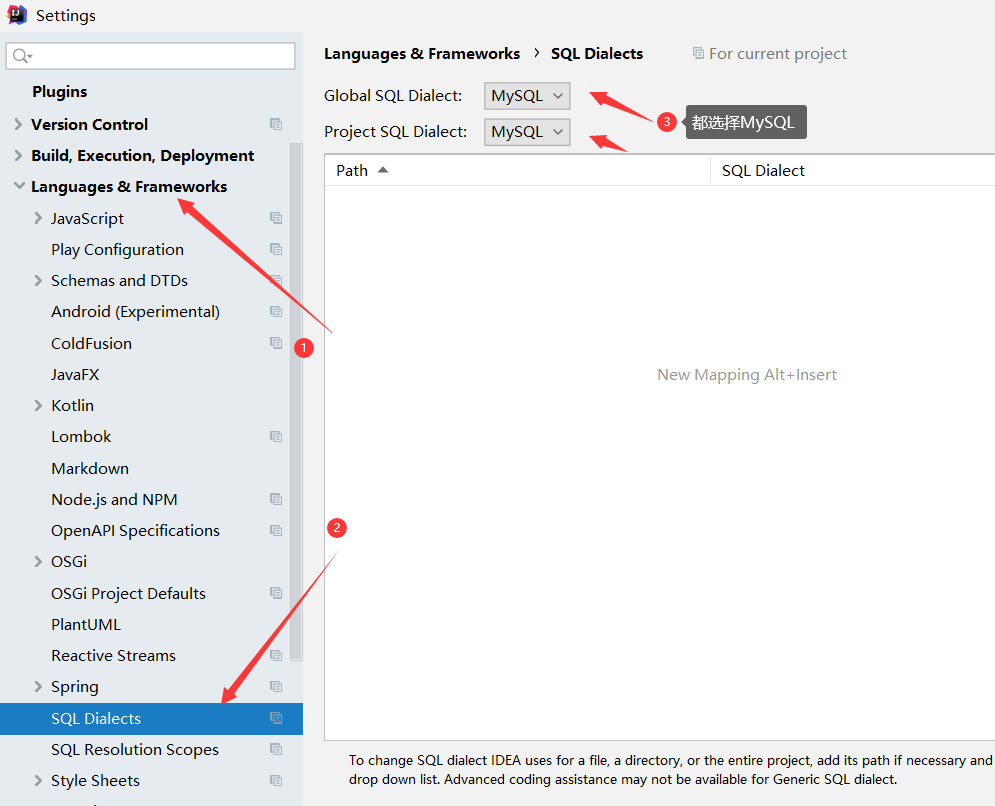 Settings
Plugins
Version Control
Build, Execution, Deployment
Languages & Frameworks
JavaScript
Play Configuration
Schemas and DTDs
Android (Experimental)
ColdFusion
JavaFX
Kotlin
Lombok
Markdown
Node.js and NPM
OpenAPI Specifications
OSGi
OSGi Project Defaults
PlantUML
Reactive Streams
Spring
SQL Dialects
SQL Resolution Scopes
Style Sheets
Languages & Frameworks › SQL Dialects For current project
Global SQL Dialect: MySQL
3 都选择MySQL
Project SQL Dialect: MySQL
Path SQL Dialect
1
New Mapping Alt+Insert
2
To change SQL dialect IDEA uses for a file, a directory, or the entire project, add its path if necessary and
drop down list. Advanced coding assistance may not be available for Generic SQL dialect.